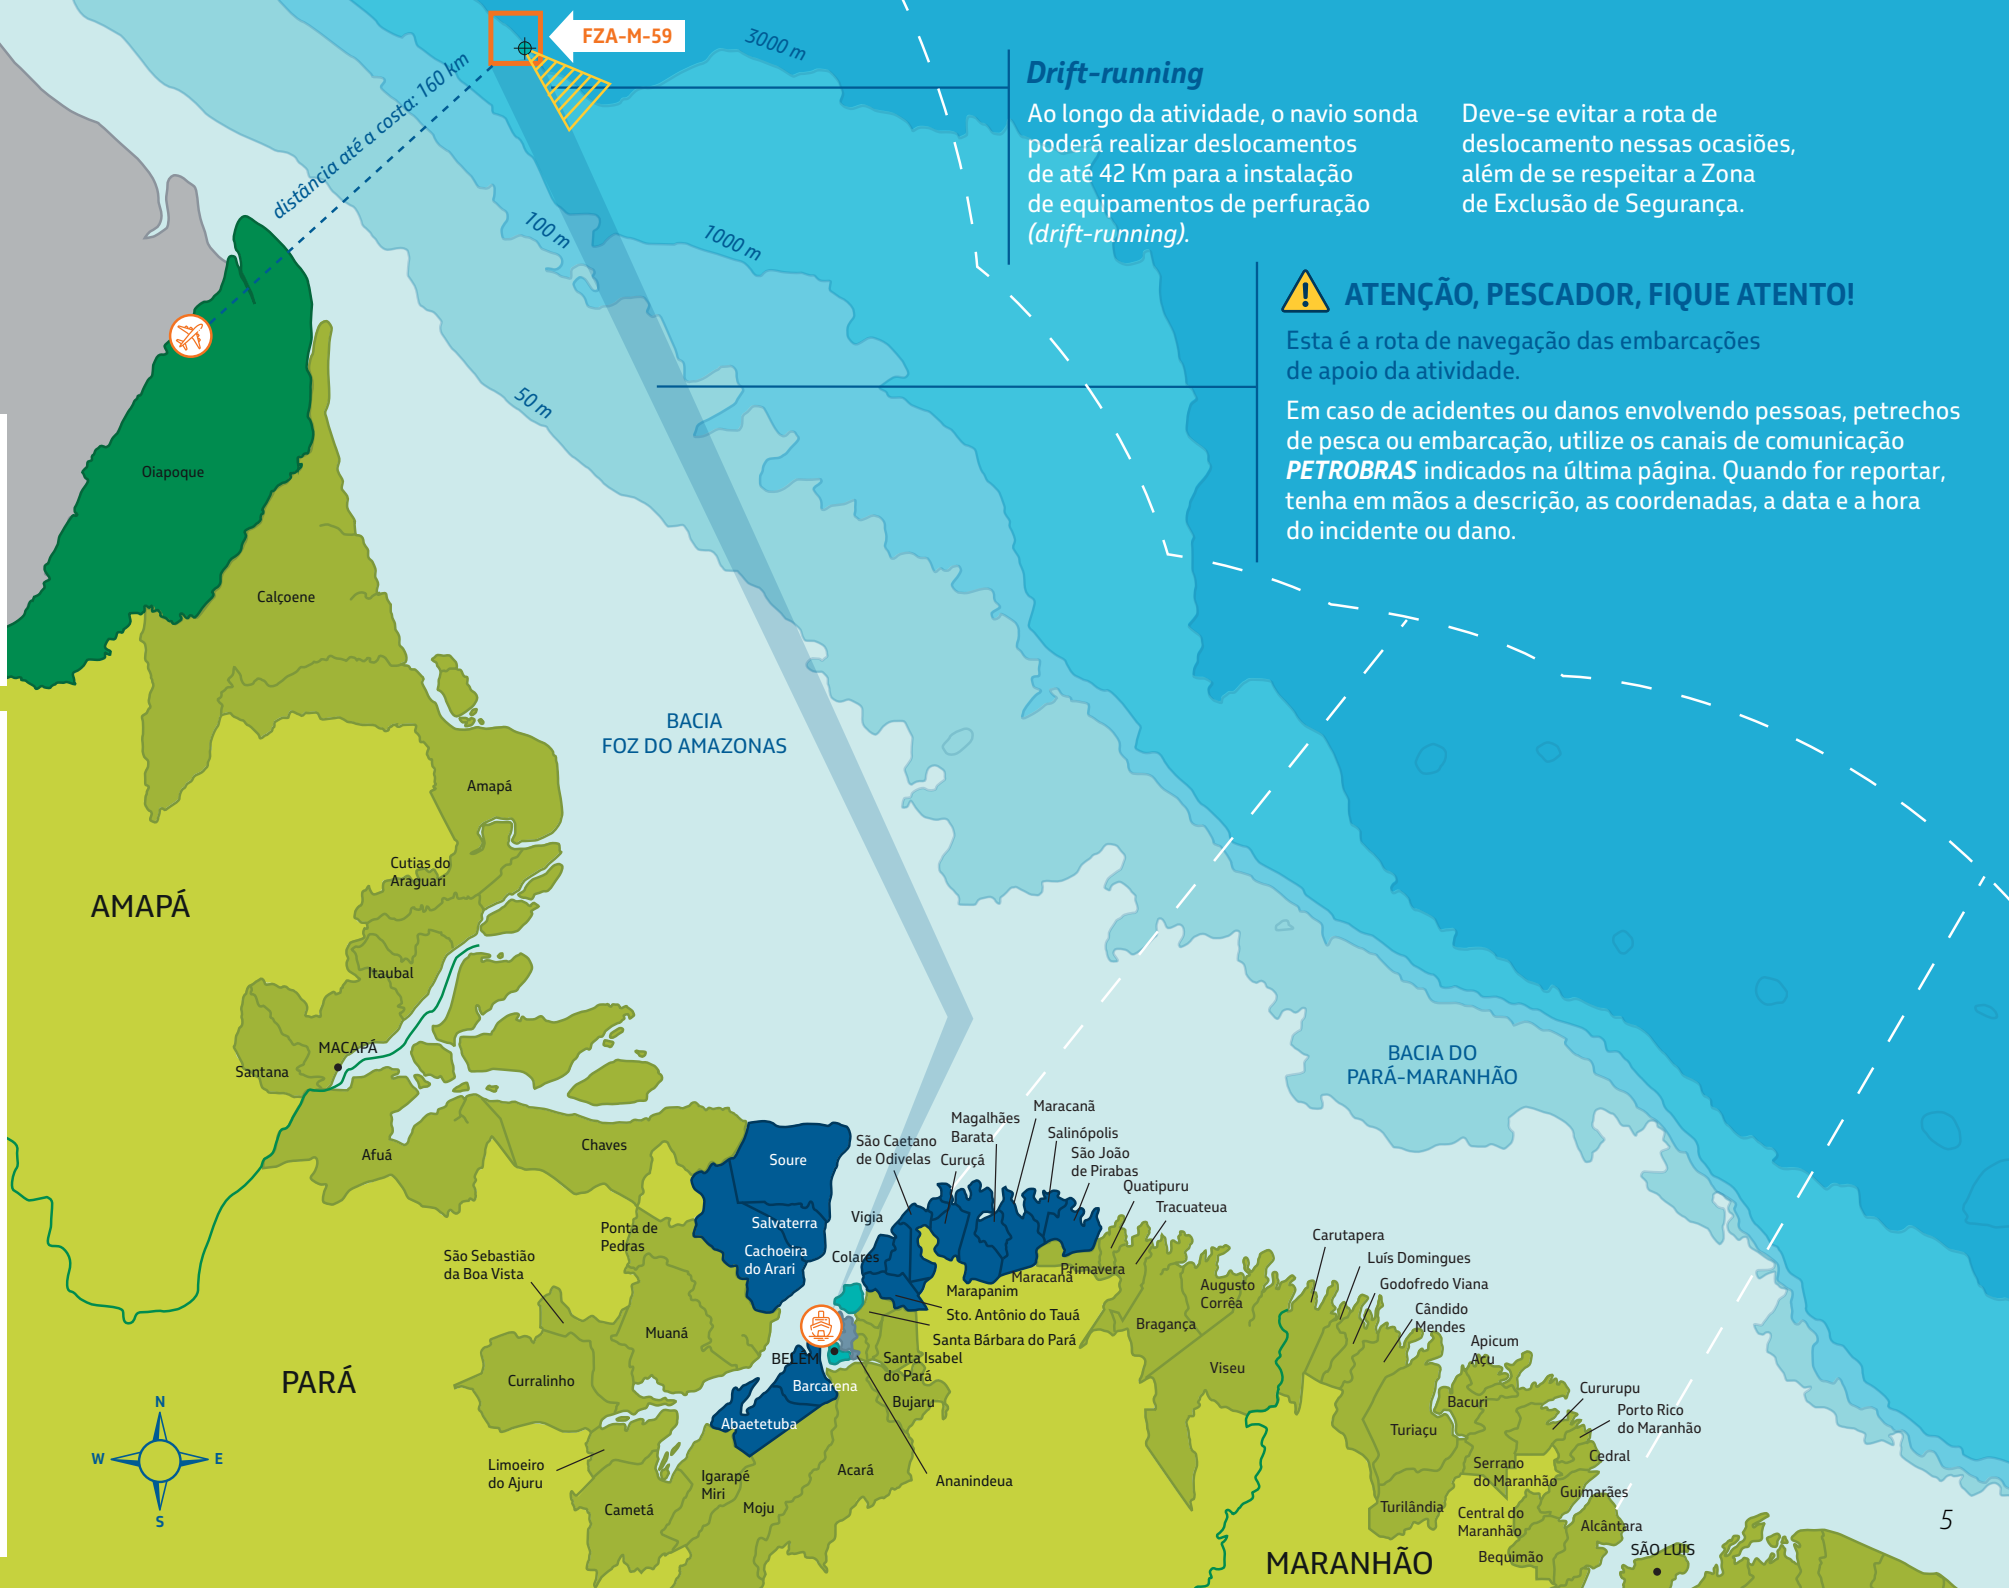 FZA-M-59
distância até a costa: 160 km
3000 m
1000 m
100 m
50 m
Drift-running
Ao longo da atividade, o navio sonda
poderá realizar deslocamentos
de até 42 Km para a instalação
de equipamentos de perfuração
(drift-running).
Deve-se evitar a rota de
deslocamento nessas ocasiões,
além de se respeitar a Zona
de Exclusão de Segurança.
ATENÇÃO, PESCADOR, FIQUE ATENTO!
Esta é a rota de navegação das embarcações
de apoio da atividade.
Em caso de acidentes ou danos envolvendo pessoas, petrechos
de pesca ou embarcação, utilize os canais de comunicação
PETROBRAS indicados na última página. Quando for reportar,
tenha em mãos a descrição, as coordenadas, a data e a hora
do incidente ou dano.
Oiapoque
Calçoene
BACIA
FOZ DO AMAZONAS
Amapá
Cutias do
Araguari
AMAPÁ
Itaubal
MACAPÁ
Santana
BACIA DO
PARÁ-MARANHÃO
Afuá
Chaves
Soure
Salvaterra
Cachoeira
do Arari
Ponta de
Pedras
São Sebastião
da Boa Vista
Muaná
Curralinho
Limoeiro
do Ajuru
Cametá
Igarapé
Miri
Moju
Acará
Abaetetuba
Barcarena
BELÉM
Bujaru
Ananindeua
Santa Isabel
do Pará
Santa Bárbara do Pará
Sto. Antônio do Tauá
Marapanim
Maracanã
Primavera
Colares
Vigia
São Caetano
de Odivelas
Curuçá
Magalhães
Barata
Maracanã
Salinópolis
São João
de Pirabas
Quatipuru
Tracuateua
Bragança
Augusto
Corrêa
Viseu
Carutapera
Luís Domingues
Godofredo Viana
Cândido
Mendes
Apicum
Açu
Bacuri
Turiaçu
Turilândia
Cururupu
Porto Rico
do Maranhão
Cedral
Serrano
do Maranhão
Guimarães
Central do
Maranhão
Alcântara
Bequimão
SÃO LUÍS
PARÁ
MARANHÃO
N
W
E
S
5